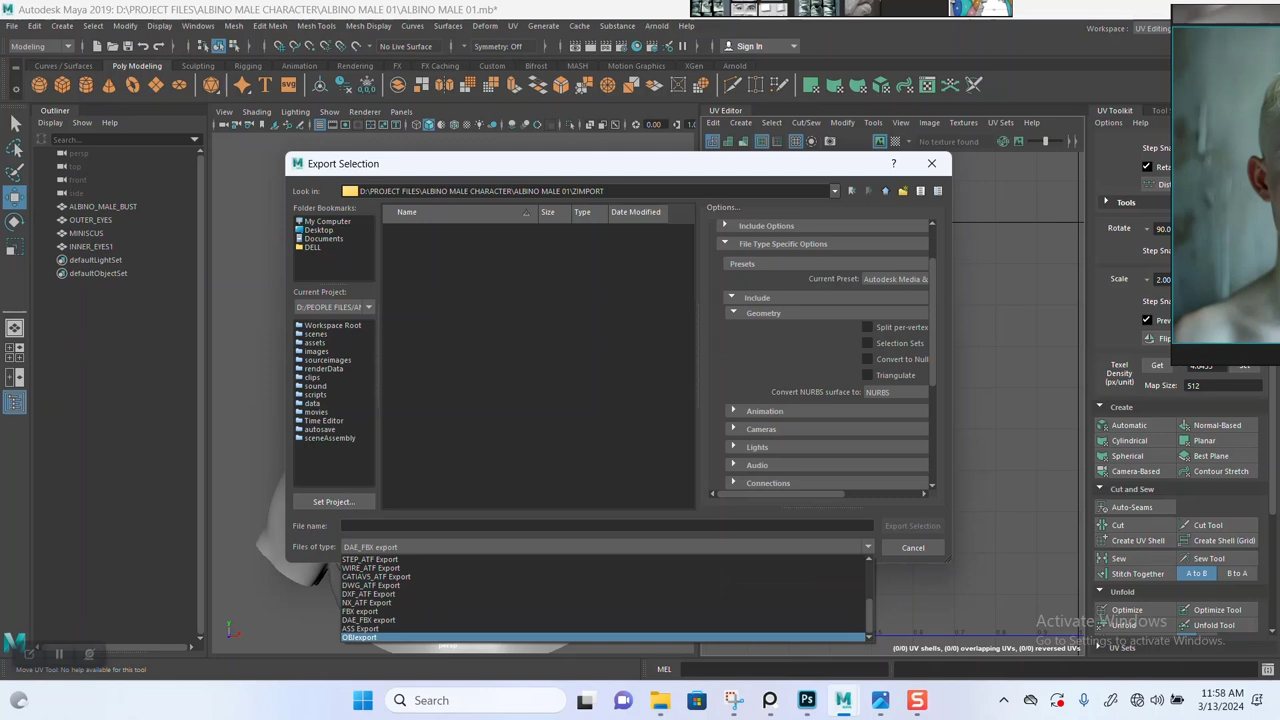 Autodesk Maya 2019: D:\PROJECT FILES\ALBINO MALE CHARACTER\ALBINO MALE 01\ALBINO MALE 01.mb*
File Edit Create Select Modify Display Windows Mesh Edit Mesh Mesh Tools Mesh Display Curves Surfaces Deform UV Generate Cache Substance Arnold Help
Workspace : UV Editing
Modeling No Live Surface Symmetry: Off Sign In
Curves / Surfaces Poly Modeling Sculpting Rigging Animation Rendering FX FX Caching Custom Bifrost MASH Motion Graphics XGen Arnold
Outliner
Display Show Help
Search...
persp
top
front
side
ALBINO_MALE_BUST
OUTER_EYES
MINISCUS
INNER_EYES1
defaultLightSet
defaultObjectSet
View Shading Lighting Show Renderer Panels
0.00
UV Editor
Edit Create Select Cut/Sew Modify Tools View Image Textures UV Sets Help
No texture found
Export Selection
? 
Look in: D:\PROJECT FILES\ALBINO MALE CHARACTER\ALBINO MALE 01\ZIMPORT
Folder Bookmarks:
My Computer
Desktop
Documents
DELL
Name Size Type Date Modified
Current Project:
Workspace Root
scenes
assets
images
sourceimages
renderData
clips
sound
scripts
data
movies
Time Editor
autosave
sceneAssembly
Set Project...
Options...
Include Options
File Type Specific Options
Presets
Current Preset: Autodesk Media &
Include
Geometry
Split per-vertex
Selection Sets
Convert to Null
Triangulate
Convert NURBS surface to: NURBS
Animation
Cameras
Lights
Audio
Connections
File name: Export Selection
Files of type: DAE_FBX export Cancel
STEP_ATF Export
WIRE_ATF Export
CATIAV5_ATF Export
DWG_ATF Export
DXF_ATF Export
NX_ATF Export
FBX export
DAE_FBX export
ASS Export
OBJexport
persp
0.6 0.7 0.8 0.9
(0/0) UV shells, (0/0) overlapping UVs, (0/0) reversed UVs
UV Toolkit
Options Help
Step Snap
Tools
Rotate 90.0
Step Snap
Scale 2.00
Step Snap
Flip
Texel
Density
(px/unit)
Get
Map Size: 512
Create
Automatic Normal-Based
Cylindrical Planar
Spherical Best Plane
Camera-Based Contour Stretch
Cut and Sew
Auto-Seams
Cut Cut Tool
Create UV Shell Create Shell (Grid)
Sew Sew Tool
Stitch Together A to B B to A
Unfold
Optimize Optimize Tool
Unfold Unfold Tool
UV Sets
Activate Windows
Go to Settings to activate Windows.
Move UV Tool: No help available for this tool
MEL
Search
11:58 AM
3/13/2024